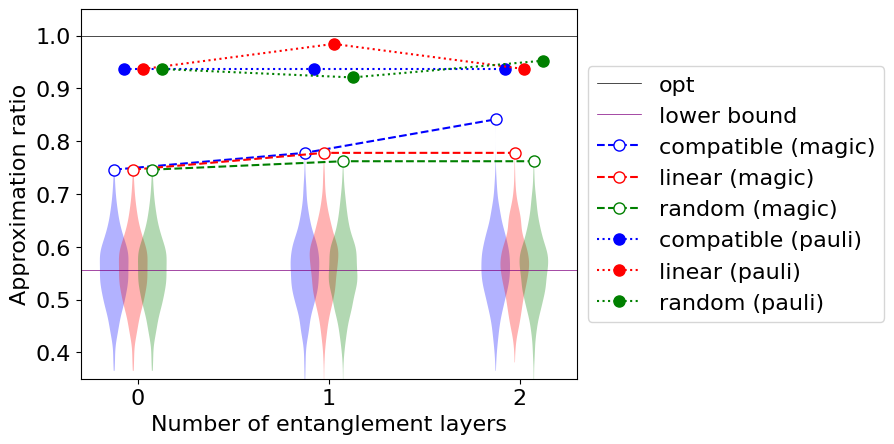 1.0
0.9
0.8
0.7
0.6
0.5
0.4
Approximation ratio
0 1 2
Number of entanglement layers
opt
lower bound
compatible (magic)
linear (magic)
random (magic)
compatible (pauli)
linear (pauli)
random (pauli)